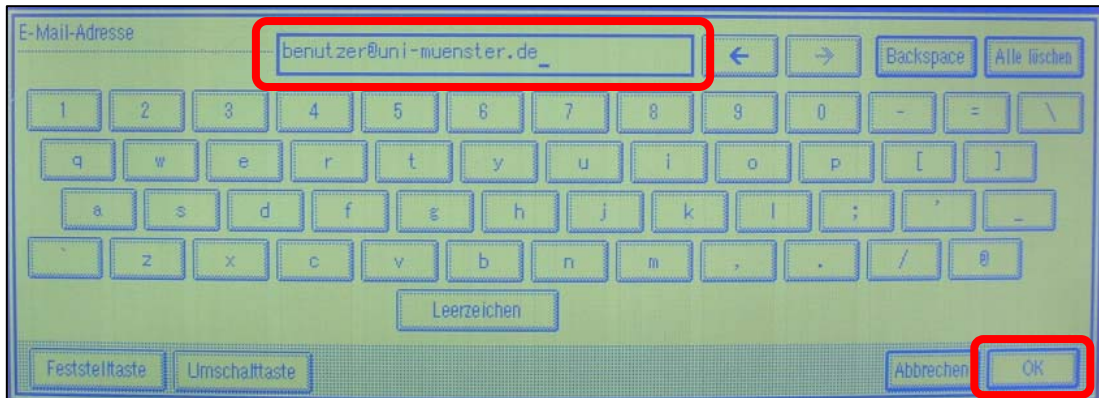 E-Mail-Adresse
benutzer@uni-muenster.de_
← → Backspace Alle löschen
1 2 3 4 5 6 7 8 9 0 - = \
q w e r t y u i o p [ ]
a s d f g h j k l ; ' _
` z x c v b n m , . / @
Leerzeichen
Feststelltaste Umschalttaste Abbrechen OK